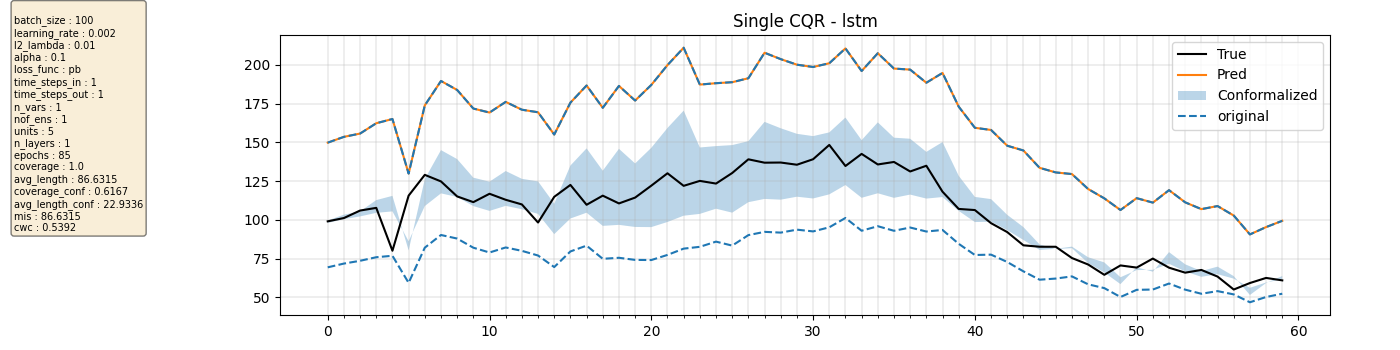 batch_size : 100
learning_rate : 0.002
l2_lambda : 0.01
alpha : 0.1
loss_func : pb
time_steps_in : 1
time_steps_out : 1
n_vars : 1
nof_ens : 1
units : 5
n_layers : 1
epochs : 85
coverage : 1.0
avg_length : 86.6315
coverage_conf : 0.6167
avg_length_conf : 22.9336
mis : 86.6315
cwc : 0.5392
Single CQR - lstm
True
Pred
Conformalized
original
200
175
150
125
100
75
50
0 10 20 30 40 50 60